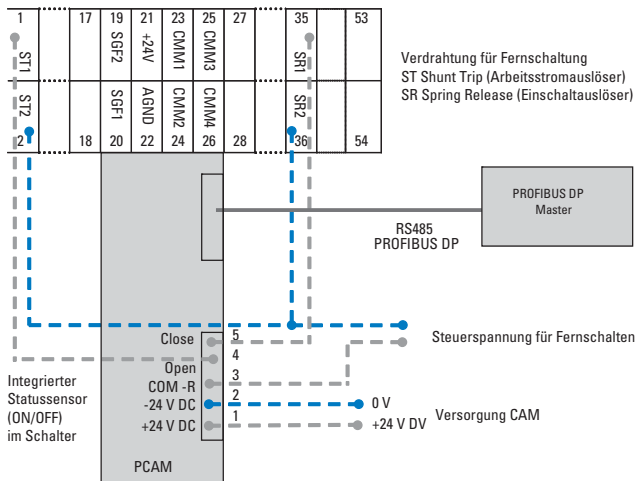 1 17 19 21 23 25 27 35 53
ST1 SGF2 +24V CMM1 CMM3 SR1
ST2 SGF1 AGND CMM2 CMM4 SR2
2 18 20 22 24 26 28 36 54
Verdrahtung für Fernschaltung
ST Shunt Trip (Arbeitsstromauslöser)
SR Spring Release (Einschaltauslöser)
PROFIBUS DP
Master
RS485
PROFIBUS DP
Close 5
4
Open
3
COM -R
2
-24 V DC
1
+24 V DC
Steuerspannung für Fernschalten
0 V
+24 V DV
Versorgung CAM
Integrierter
Statussensor
(ON/OFF)
im Schalter
PCAM